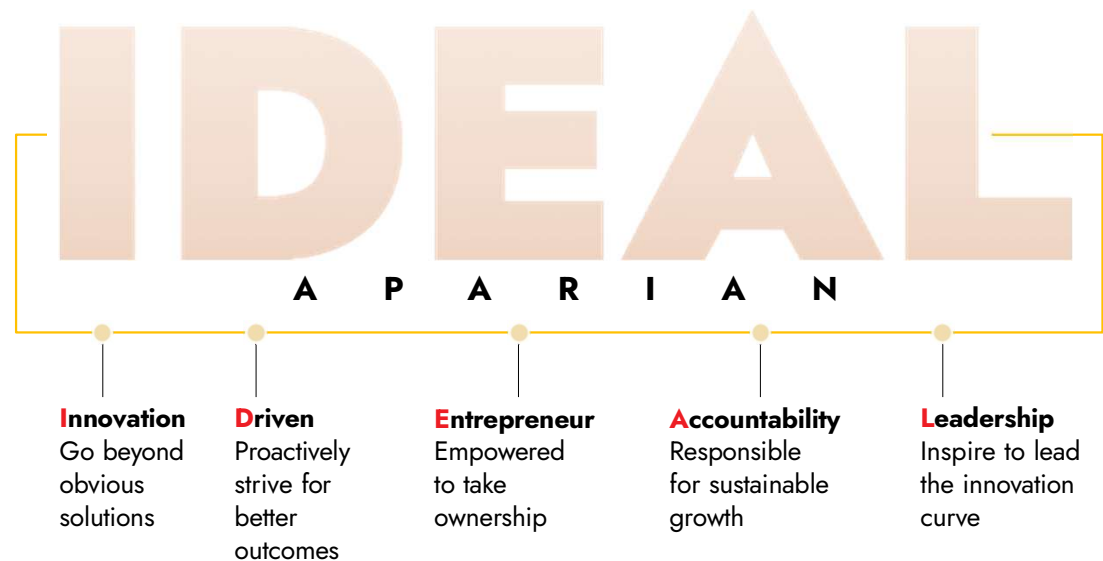 IDEAL
APARIAN
Innovation
Go beyond
obvious
solutions
Driven
Proactively
strive for
better
outcomes
Entrepreneur
Empowered
to take
ownership
Accountability
Responsible
for sustainable
growth
Leadership
Inspire to lead
the innovation
curve